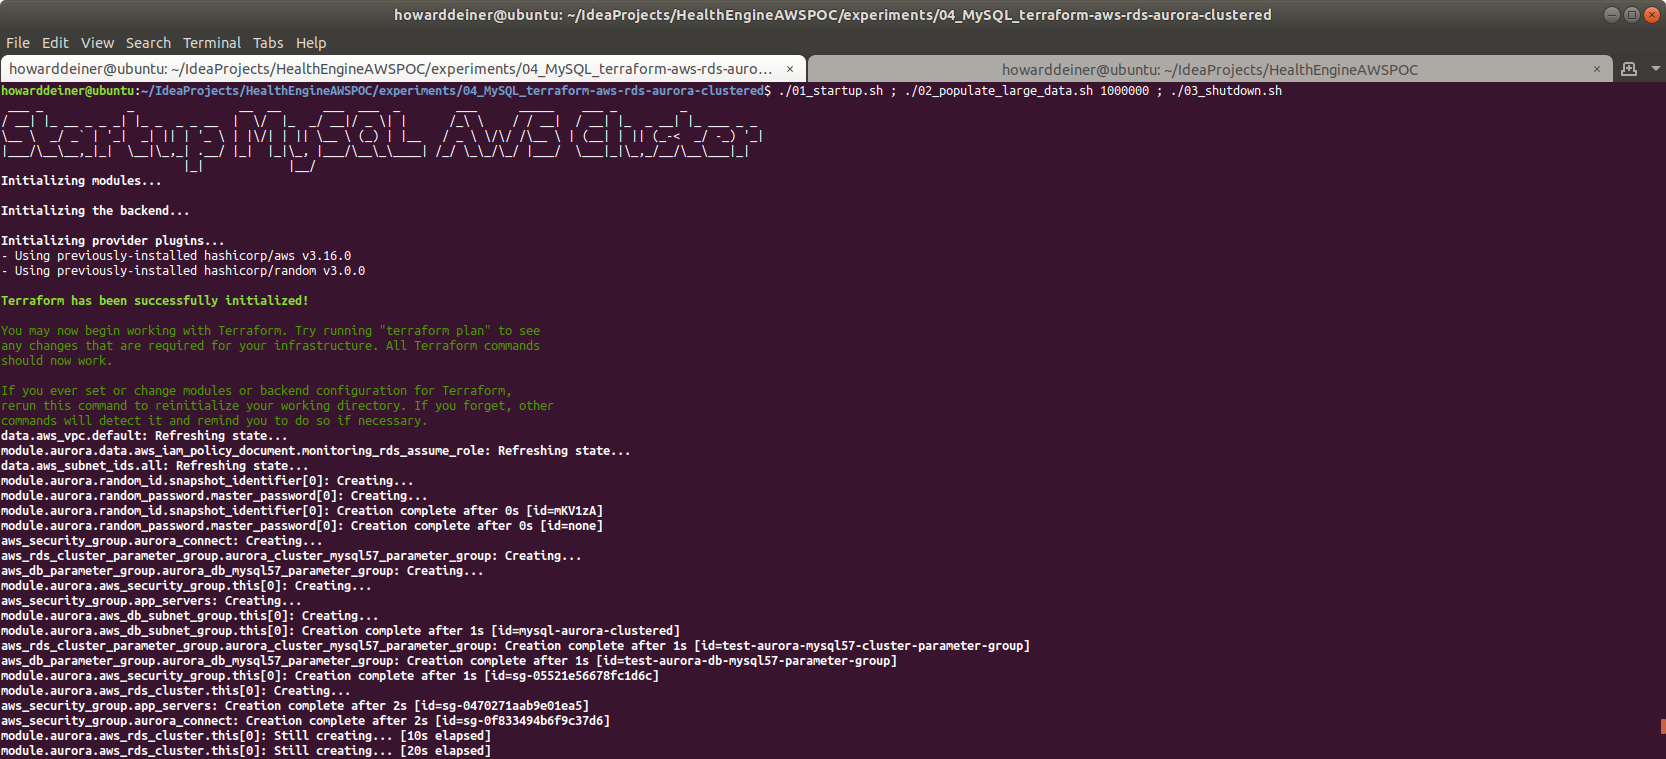 howarddeiner@ubuntu: ~/IdeaProjects/HealthEngineAWSPOC/experiments/04_MySQL_terraform-aws-rds-aurora-clustered
File Edit View Search Terminal Tabs Help
howarddeiner@ubuntu: ~/IdeaProjects/HealthEngineAWSPOC/experiments/04_MySQL_terraform-aws-rds-auro… × howarddeiner@ubuntu: ~/IdeaProjects/HealthEngineAWSPOC ×
howarddeiner@ubuntu:~/IdeaProjects/HealthEngineAWSPOC/experiments/04_MySQL_terraform-aws-rds-aurora-clustered$ ./01_startup.sh ; ./02_populate_large_data.sh 1000000 ; ./03_shutdown.sh
Startup MySQL AWS Cluster
Initializing modules...
Initializing the backend...
Initializing provider plugins...
- Using previously-installed hashicorp/aws v3.16.0
- Using previously-installed hashicorp/random v3.0.0
Terraform has been successfully initialized!
You may now begin working with Terraform. Try running "terraform plan" to see
any changes that are required for your infrastructure. All Terraform commands
should now work.
If you ever set or change modules or backend configuration for Terraform,
rerun this command to reinitialize your working directory. If you forget, other
commands will detect it and remind you to do so if necessary.
data.aws_vpc.default: Refreshing state...
module.aurora.data.aws_iam_policy_document.monitoring_rds_assume_role: Refreshing state...
data.aws_subnet_ids.all: Refreshing state...
module.aurora.random_id.snapshot_identifier[0]: Creating...
module.aurora.random_password.master_password[0]: Creating...
module.aurora.random_id.snapshot_identifier[0]: Creation complete after 0s [id=mKV1zA]
module.aurora.random_password.master_password[0]: Creation complete after 0s [id=none]
aws_security_group.aurora_connect: Creating...
aws_rds_cluster_parameter_group.aurora_cluster_mysql57_parameter_group: Creating...
aws_db_parameter_group.aurora_db_mysql57_parameter_group: Creating...
module.aurora.aws_security_group.this[0]: Creating...
aws_security_group.app_servers: Creating...
module.aurora.aws_db_subnet_group.this[0]: Creating...
module.aurora.aws_db_subnet_group.this[0]: Creation complete after 1s [id=mysql-aurora-clustered]
aws_rds_cluster_parameter_group.aurora_cluster_mysql57_parameter_group: Creation complete after 1s [id=test-aurora-mysql57-cluster-parameter-group]
aws_db_parameter_group.aurora_db_mysql57_parameter_group: Creation complete after 1s [id=test-aurora-db-mysql57-parameter-group]
module.aurora.aws_security_group.this[0]: Creation complete after 1s [id=sg-05521e56678fc1d6c]
module.aurora.aws_rds_cluster.this[0]: Creating...
aws_security_group.app_servers: Creation complete after 2s [id=sg-0470271aab9e01ea5]
aws_security_group.aurora_connect: Creation complete after 2s [id=sg-0f833494b6f9c37d6]
module.aurora.aws_rds_cluster.this[0]: Still creating... [10s elapsed]
module.aurora.aws_rds_cluster.this[0]: Still creating... [20s elapsed]